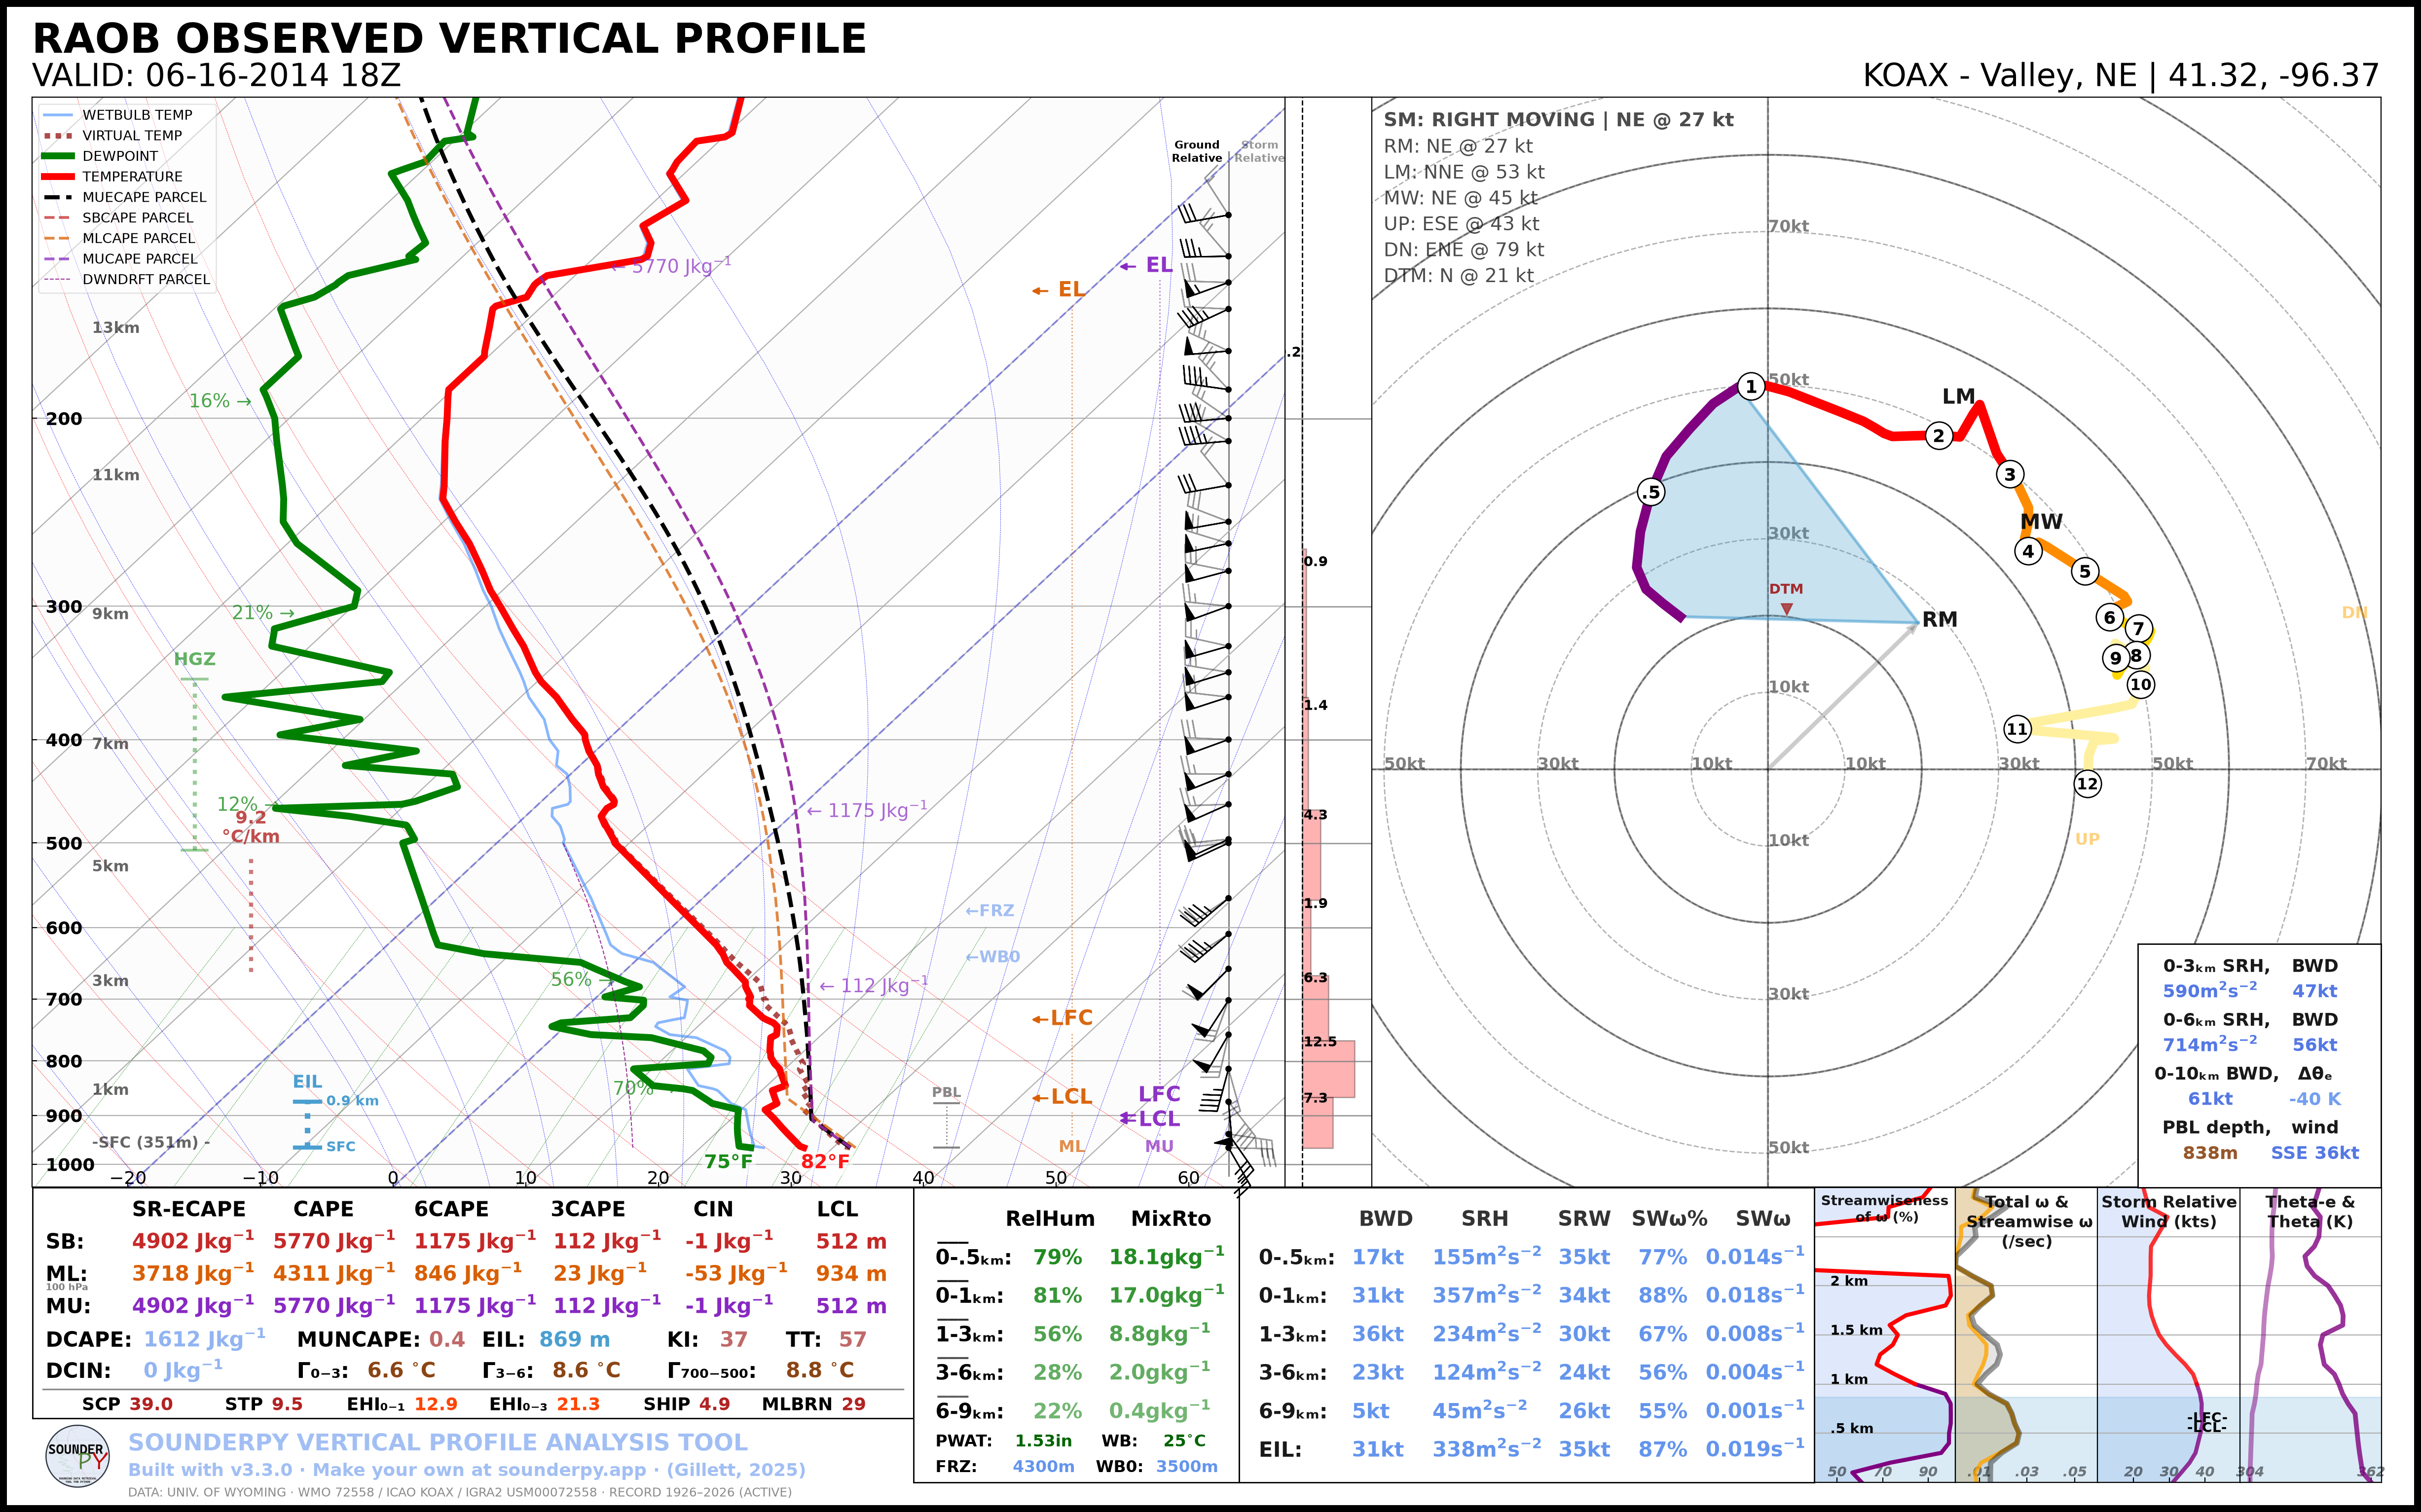 RAOB OBSERVED VERTICAL PROFILE
VALID: 06-16-2014 18Z
KOAX - Valley, NE | 41.32, -96.37
WETBULB TEMP
VIRTUAL TEMP
DEWPOINT
TEMPERATURE
MUECAPE PARCEL
SBCAPE PARCEL
MLCAPE PARCEL
MUCAPE PARCEL
DWNDRFT PARCEL
Ground Relative
Storm Relative
← 5770 Jkg⁻¹
← EL
← EL
13km
.2
16% →
200
11km
0.9
300
9km
21% →
HGZ
1.4
400
7km
12% →
9.2
°C/km
← 1175 Jkg⁻¹
4.3
500
5km
←FRZ
1.9
600
←WB0
3km
56% →
← 112 Jkg⁻¹
6.3
700
←LFC
12.5
800
EIL
1km
0.9 km
70% →
PBL
←LCL
LFC
←LCL
7.3
900
-SFC (351m) -
SFC
ML
MU
75°F
82°F
1000
−20 −10 0 10 20 30 40 50 60
SM: RIGHT MOVING | NE @ 27 kt
RM: NE @ 27 kt
LM: NNE @ 53 kt
MW: NE @ 45 kt
UP: ESE @ 43 kt
DN: ENE @ 79 kt
DTM: N @ 21 kt
70kt
50kt
30kt
10kt
50kt 30kt 10kt 10kt 30kt 50kt 70kt
10kt
30kt
50kt
.5 1 2 3 4 5 6 7 8 9 10 11 12
LM
MW
DTM
RM
DN
UP
0-3km SRH, BWD
590m²s⁻² 47kt
0-6km SRH, BWD
714m²s⁻² 56kt
0-10km BWD, Δθₑ
61kt -40 K
PBL depth, wind
838m SSE 36kt
SR-ECAPE CAPE 6CAPE 3CAPE CIN LCL
SB: 4902 Jkg⁻¹ 5770 Jkg⁻¹ 1175 Jkg⁻¹ 112 Jkg⁻¹ -1 Jkg⁻¹ 512 m
ML: 3718 Jkg⁻¹ 4311 Jkg⁻¹ 846 Jkg⁻¹ 23 Jkg⁻¹ -53 Jkg⁻¹ 934 m
100 hPa
MU: 4902 Jkg⁻¹ 5770 Jkg⁻¹ 1175 Jkg⁻¹ 112 Jkg⁻¹ -1 Jkg⁻¹ 512 m
DCAPE: 1612 Jkg⁻¹ MUNCAPE: 0.4 EIL: 869 m KI: 37 TT: 57
DCIN: 0 Jkg⁻¹ Γ₀₋₃: 6.6 °C Γ₃₋₆: 8.6 °C Γ₇₀₀₋₅₀₀: 8.8 °C
SCP 39.0 STP 9.5 EHI₀₋₁ 12.9 EHI₀₋₃ 21.3 SHIP 4.9 MLBRN 29
RelHum MixRto
0-.5km: 79% 18.1gkg⁻¹
0-1km: 81% 17.0gkg⁻¹
1-3km: 56% 8.8gkg⁻¹
3-6km: 28% 2.0gkg⁻¹
6-9km: 22% 0.4gkg⁻¹
PWAT: 1.53in WB: 25°C
FRZ: 4300m WB0: 3500m
BWD SRH SRW SWω% SWω
0-.5km: 17kt 155m²s⁻² 35kt 77% 0.014s⁻¹
0-1km: 31kt 357m²s⁻² 34kt 88% 0.018s⁻¹
1-3km: 36kt 234m²s⁻² 30kt 67% 0.008s⁻¹
3-6km: 23kt 124m²s⁻² 24kt 56% 0.004s⁻¹
6-9km: 5kt 45m²s⁻² 26kt 55% 0.001s⁻¹
EIL: 31kt 338m²s⁻² 35kt 87% 0.019s⁻¹
Streamwiseness
of ω (%)
2 km
1.5 km
1 km
.5 km
50 70 90
Total ω &
Streamwise ω
(/sec)
.01 .03 .05
Storm Relative
Wind (kts)
-LFC-
-LCL-
20 30 40
Theta-e &
Theta (K)
304 362
SOUNDERPY
SOUNDERPY VERTICAL PROFILE ANALYSIS TOOL
Built with v3.3.0 · Make your own at sounderpy.app · (Gillett, 2025)
DATA: UNIV. OF WYOMING · WMO 72558 / ICAO KOAX / IGRA2 USM00072558 · RECORD 1926–2026 (ACTIVE)